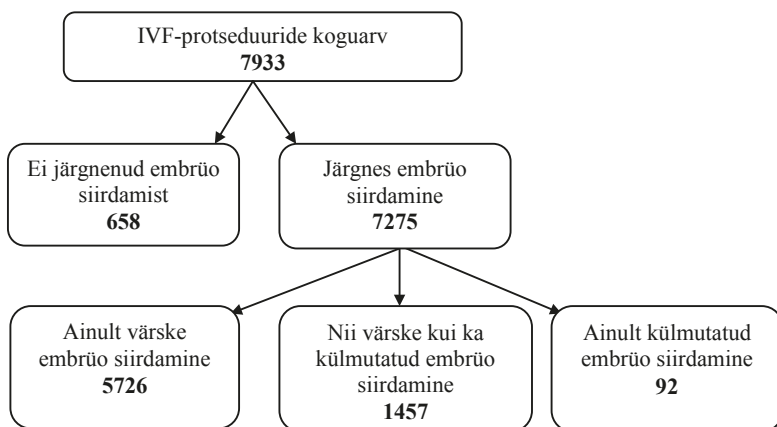 IVF-protseduuride koguarv
7933
Ei järgnenud embrüo
siirdamist
658
Järgnes embrüo
siirdamine
7275
Ainult värske
embrüo siirdamine
5726
Nii värske kui ka
külmutatud embrüo
siirdamine
1457
Ainult külmutatud
embrüo siirdamine
92